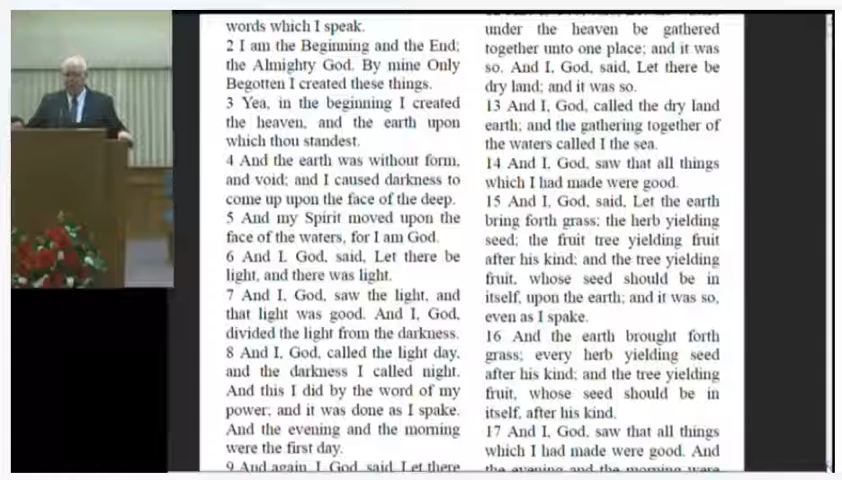 words which I speak.
2 I am the Beginning and the End;
the Almighty God. By mine Only
Begotten I created these things.
3 Yea, in the beginning I created
the heaven, and the earth upon
which thou standest.
4 And the earth was without form,
and void; and I caused darkness to
come up upon the face of the deep.
5 And my Spirit moved upon the
face of the waters, for I am God.
6 And I, God, said, Let there be
light, and there was light.
7 And I, God, saw the light, and
that light was good. And I, God,
divided the light from the darkness.
8 And I, God, called the light day,
and the darkness I called night.
And this I did by the word of my
power; and it was done as I spake.
And the evening and the morning
were the first day.
9 And again, I God said, Let there
under the heaven be gathered
together unto one place; and it was
so. And I, God, said, Let there be
dry land; and it was so.
13 And I, God, called the dry land
earth; and the gathering together of
the waters called I the sea.
14 And I, God, saw that all things
which I had made were good.
15 And I, God, said, Let the earth
bring forth grass; the herb yielding
seed; the fruit tree yielding fruit
after his kind; and the tree yielding
fruit, whose seed should be in
itself, upon the earth; and it was so,
even as I spake.
16 And the earth brought forth
grass; every herb yielding seed
after his kind; and the tree yielding
fruit, whose seed should be in
itself, after his kind.
17 And I, God, saw that all things
which I had made were good. And
the evening and the morning were